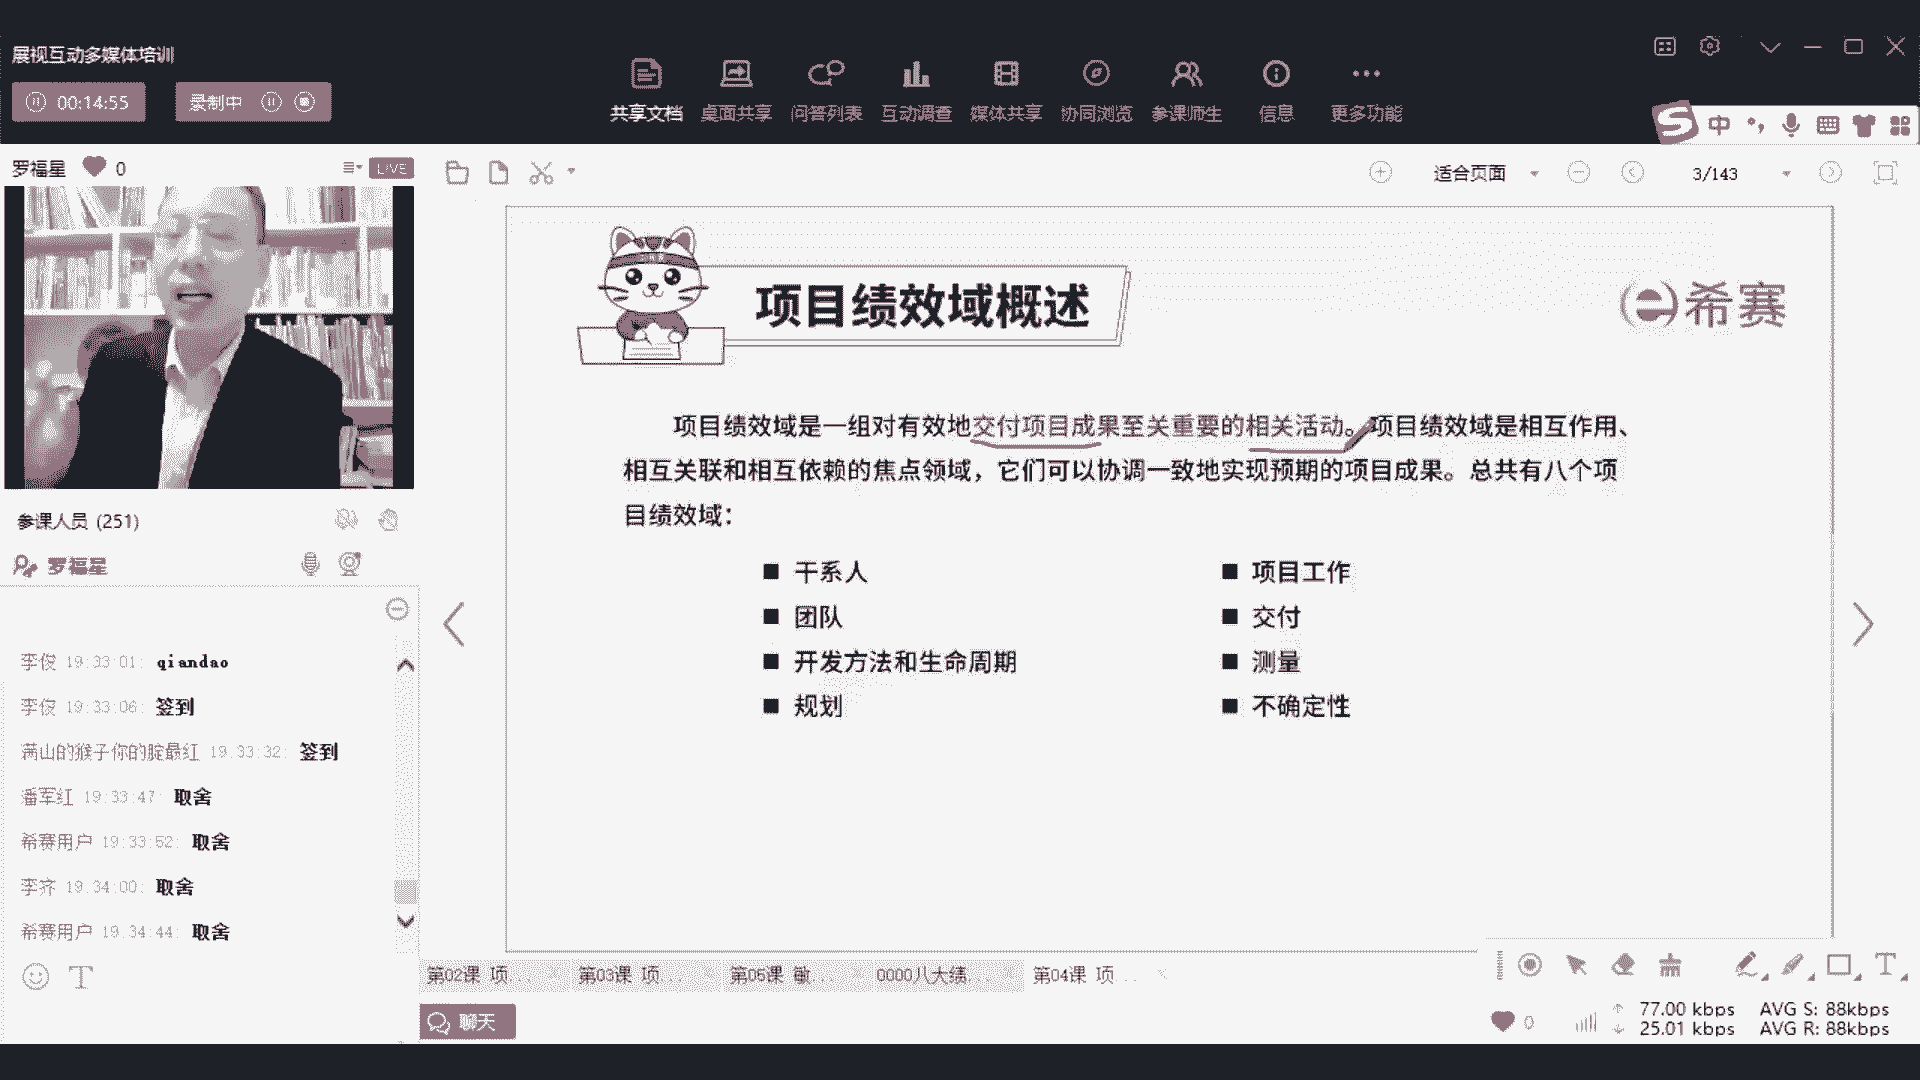 展视互动多媒体培训
00:14:55
录制中
共享文档 桌面共享 问答列表 互动调查 媒体共享 协同浏览 参课师生 信息 更多功能
中
罗福星 0
LIVE
适合页面
3/143
项目绩效域概述
希赛
项目绩效域是一组对有效地交付项目成果至关重要的相关活动。项目绩效域是相互作用、
相互关联和相互依赖的焦点领域，它们可以协调一致地实现预期的项目成果。总共有八个项
目绩效域：
■ 干系人
■ 团队
■ 开发方法和生命周期
■ 规划
■ 项目工作
■ 交付
■ 测量
■ 不确定性
参课人员 (251)
罗福星
李俊 19:33:01: qiandao
李俊 19:33:06: 签到
满山的猴子你的腚最红 19:33:32: 签到
潘军红 19:33:47: 取舍
希赛用户 19:33:52: 取舍
李齐 19:34:00: 取舍
希赛用户 19:34:44: 取舍
第02课 项... 第03课 项... 第05课 敏... 0000八大绩... 第04课 项...
聊天
0
77.00 kbps AVG S: 88kbps
25.01 kbps AVG R: 88kbps